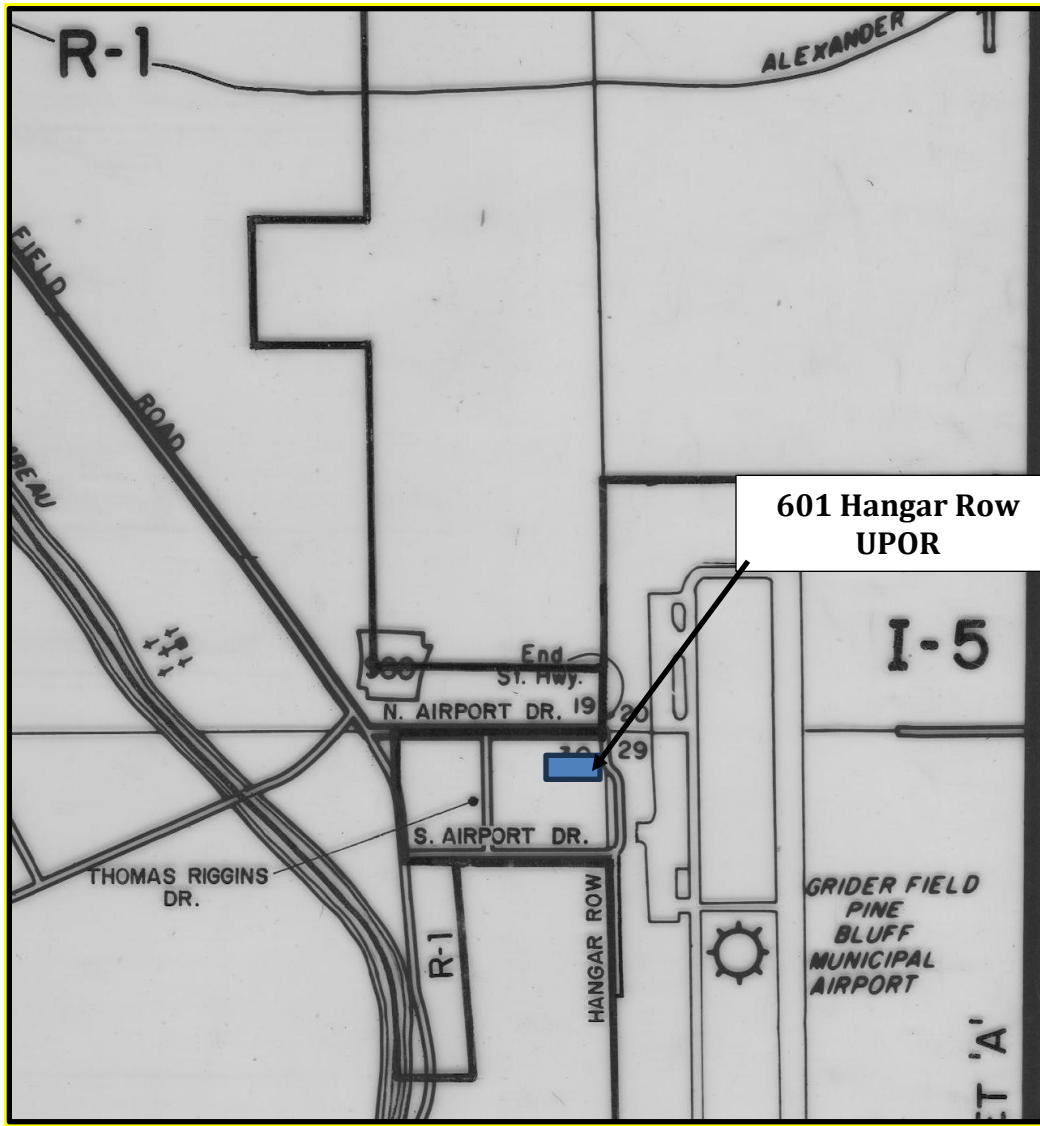 R-1
ALEXANDER
FIELD
ROAD
601 Hangar Row
UPOR
I-5
End
St. Hwy.
N. AIRPORT DR.
19
20
29
S. AIRPORT DR.
THOMAS RIGGINS
DR.
R-1
HANGAR ROW
GRIDER FIELD
PINE
BLUFF
MUNICIPAL
AIRPORT
'A'